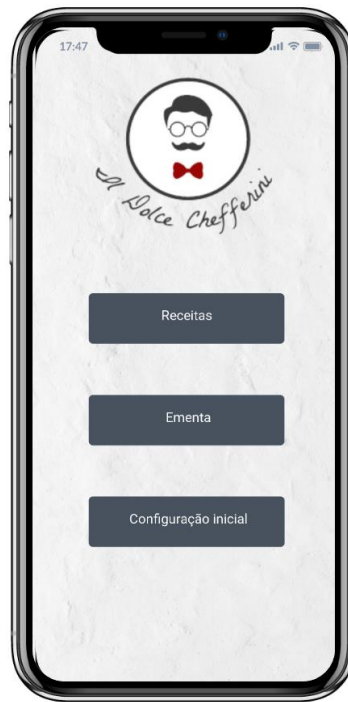 17:47
Il Dolce Chefferini
Receitas
Ementa
Configuração inicial